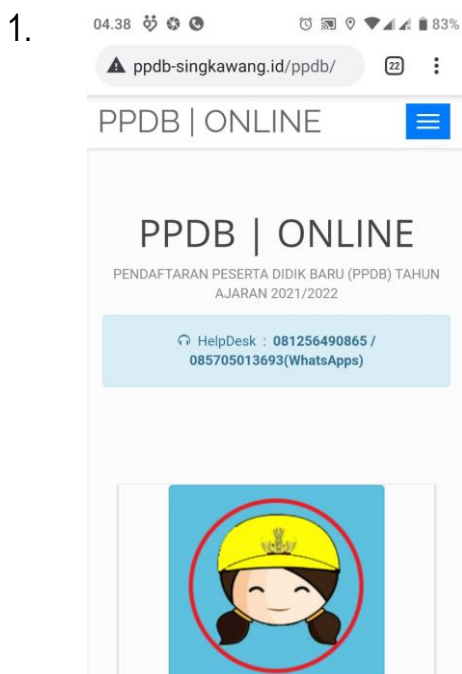 1.
04.38 83%
ppdb-singkawang.id/ppdb/ 22
PPDB | ONLINE
PPDB | ONLINE
PENDAFTARAN PESERTA DIDIK BARU (PPDB) TAHUN
AJARAN 2021/2022
HelpDesk : 081256490865 /
085705013693(WhatsApps)